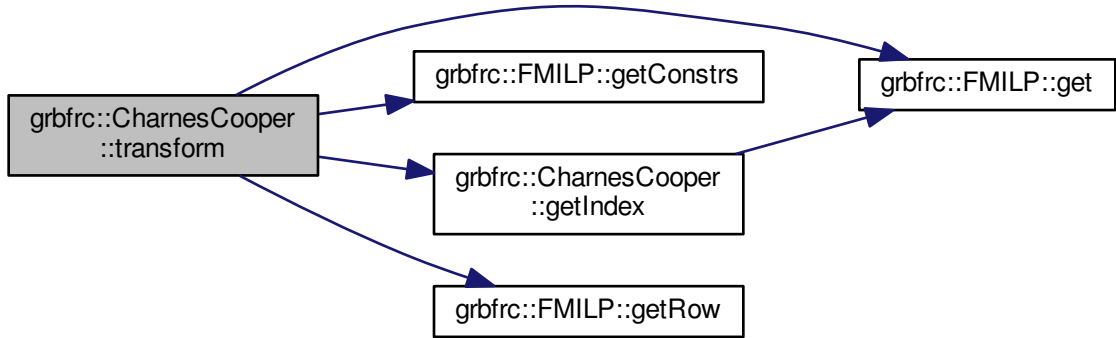 grbfrc::CharnesCooper
::transform
grbfrc::FMILP::getConstrs
grbfrc::FMILP::get
grbfrc::CharnesCooper
::getIndex
grbfrc::FMILP::getRow